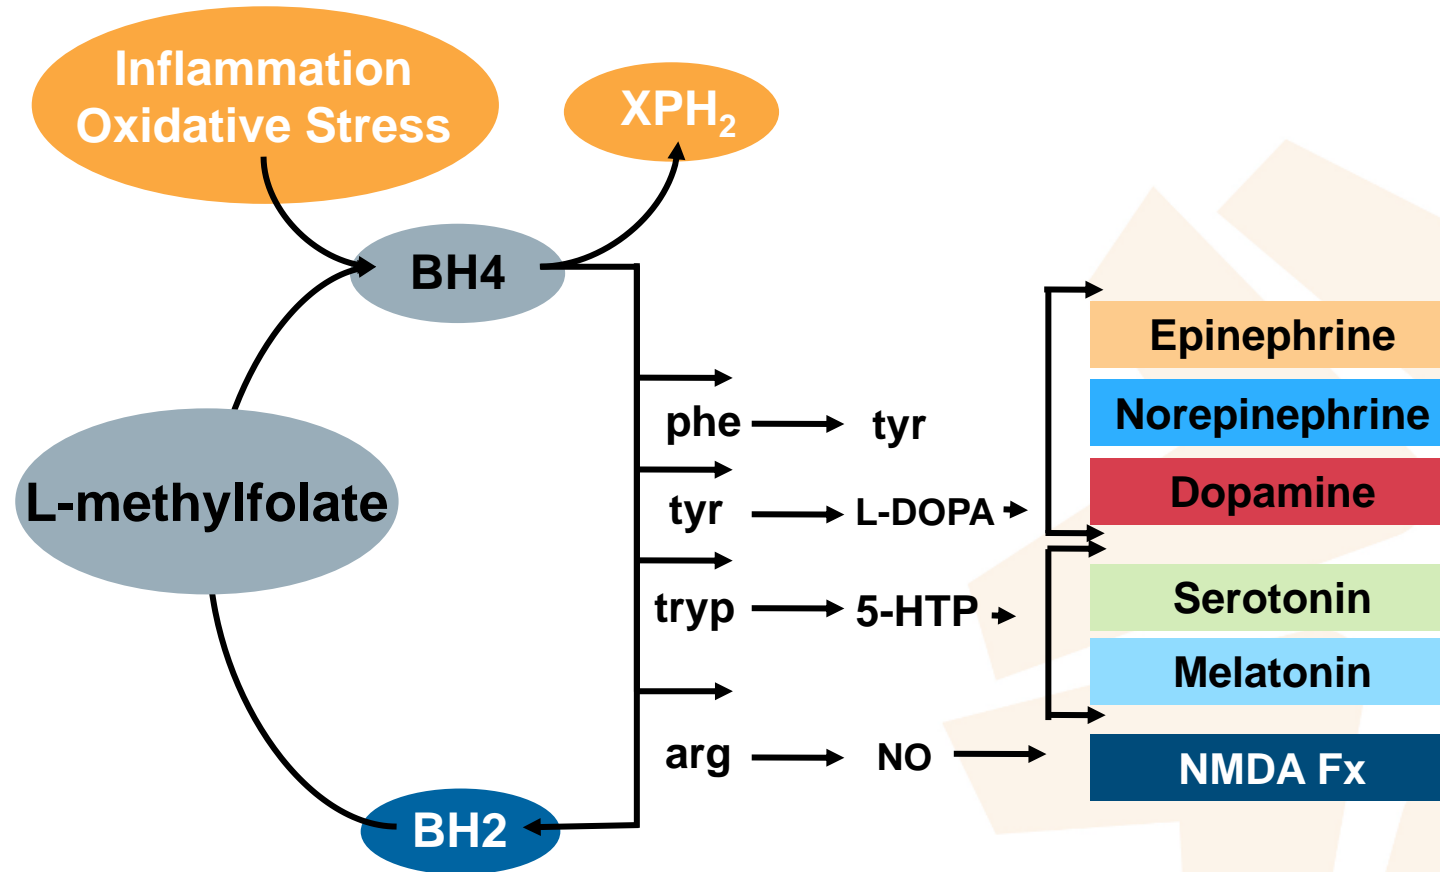 Inflammation
Oxidative Stress
XPH₂
BH4
L-methylfolate
BH2
phe
tyr
tyr
L-DOPA
tryp
5-HTP
arg
NO
Epinephrine
Norepinephrine
Dopamine
Serotonin
Melatonin
NMDA Fx